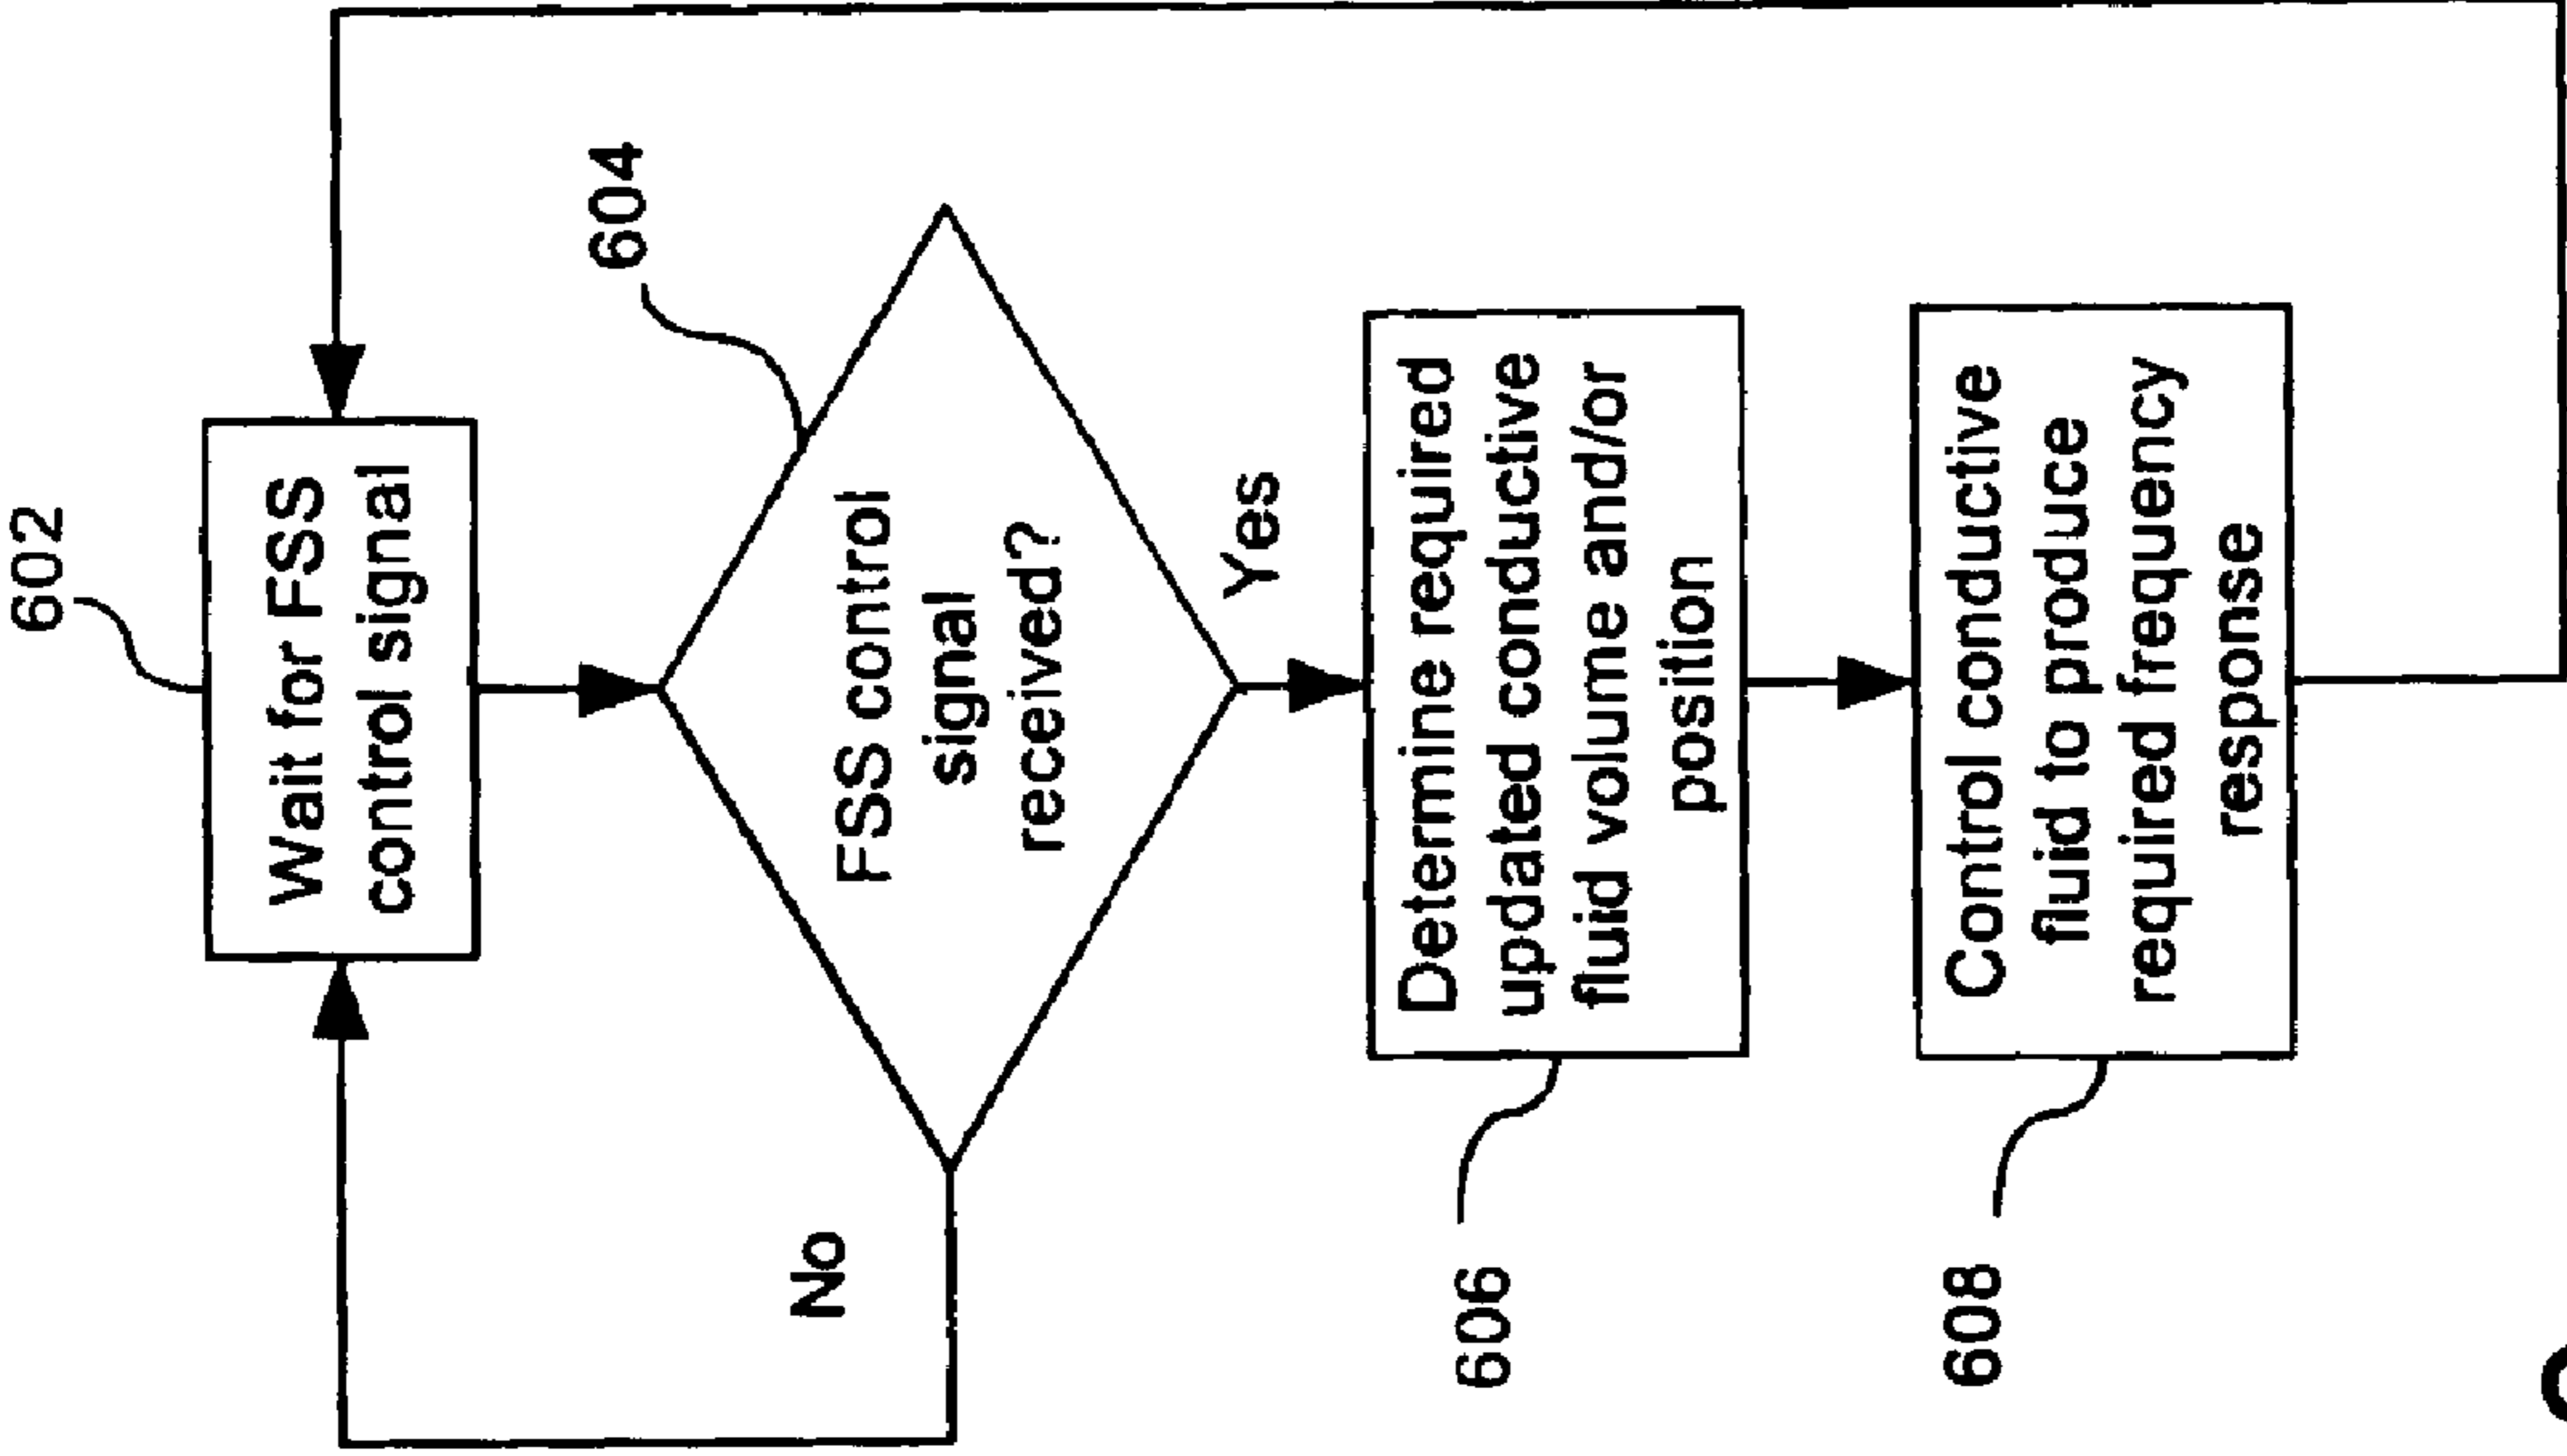 602
Wait for FSS
control signal
604
FSS control
signal
received?
No
Yes
606
Determine required
updated conductive
fluid volume and/or
position
608
Control conductive
fluid to produce
required frequency
response